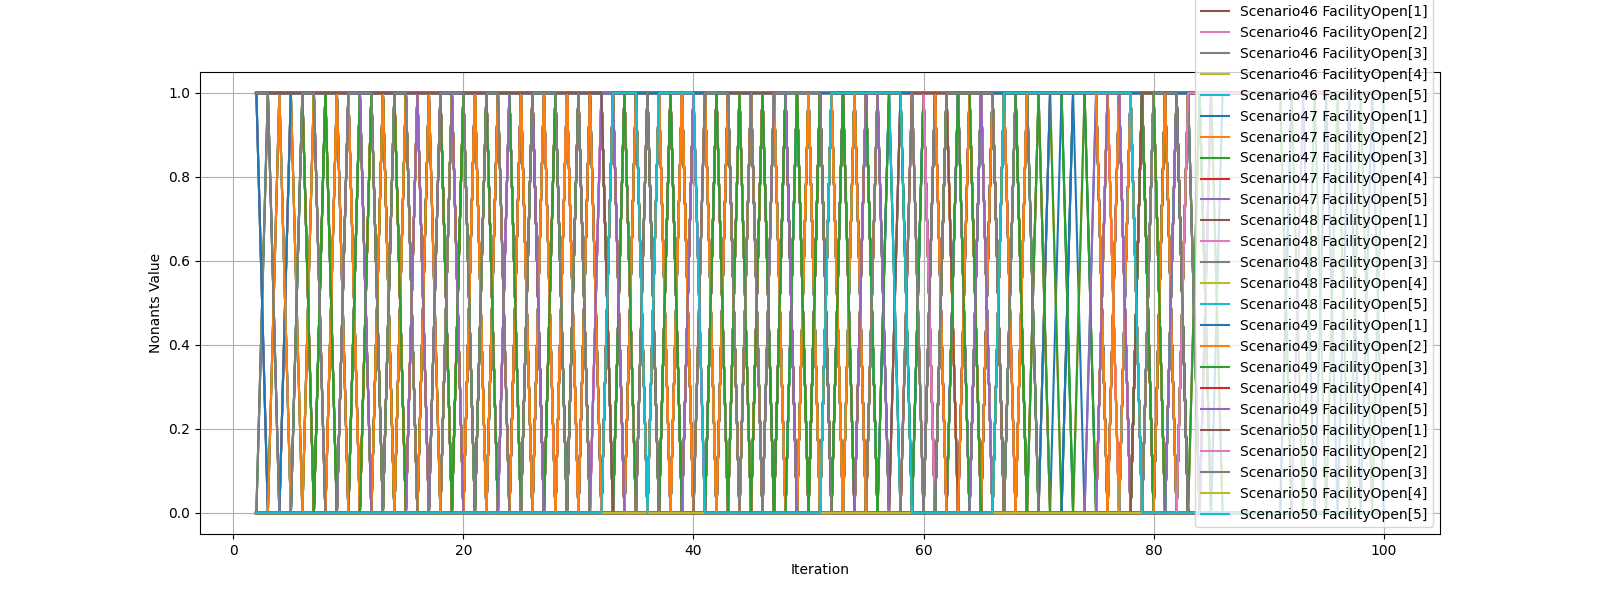 Scenario46 FacilityOpen[1]
Scenario46 FacilityOpen[2]
Scenario46 FacilityOpen[3]
Scenario46 FacilityOpen[4]
Scenario46 FacilityOpen[5]
Scenario47 FacilityOpen[1]
Scenario47 FacilityOpen[2]
Scenario47 FacilityOpen[3]
Scenario47 FacilityOpen[4]
Scenario47 FacilityOpen[5]
Scenario48 FacilityOpen[1]
Scenario48 FacilityOpen[2]
Scenario48 FacilityOpen[3]
Scenario48 FacilityOpen[4]
Scenario48 FacilityOpen[5]
Scenario49 FacilityOpen[1]
Scenario49 FacilityOpen[2]
Scenario49 FacilityOpen[3]
Scenario49 FacilityOpen[4]
Scenario49 FacilityOpen[5]
Scenario50 FacilityOpen[1]
Scenario50 FacilityOpen[2]
Scenario50 FacilityOpen[3]
Scenario50 FacilityOpen[4]
Scenario50 FacilityOpen[5]
Nonants Value
1.0
0.8
0.6
0.4
0.2
0.0
0 20 40 60 80 100
Iteration